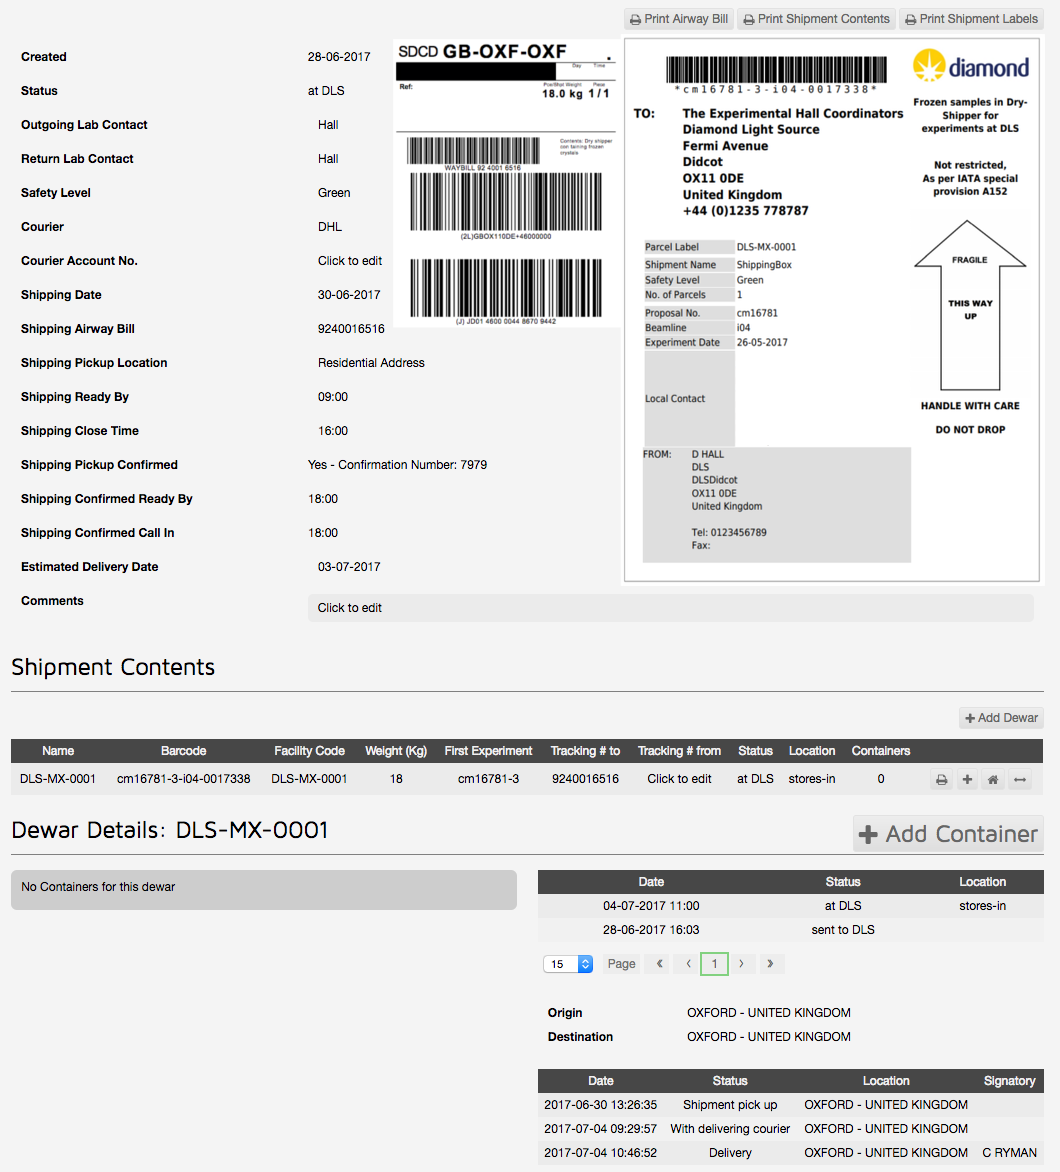 Print Airway Bill Print Shipment Contents Print Shipment Labels
Created 28-06-2017
Status at DLS
Outgoing Lab Contact Hall
Return Lab Contact Hall
Safety Level Green
Courier DHL
Courier Account No. Click to edit
Shipping Date 30-06-2017
Shipping Airway Bill 9240016516
Shipping Pickup Location Residential Address
Shipping Ready By 09:00
Shipping Close Time 16:00
Shipping Pickup Confirmed Yes - Confirmation Number: 7979
Shipping Confirmed Ready By 18:00
Shipping Confirmed Call In 18:00
Estimated Delivery Date 03-07-2017
Comments Click to edit
SDCD GB-OXF-OXF
Day Time
Ref:
Pce/Shpt Weight Piece
18.0 kg 1 / 1
Contents: Dry shipper
con taining frozen
crystals
WAYBILL 92 4001 6516
(2L)GBOX110DE+46000000
(J) JD01 4600 0044 8670 9442
*cm16781-3-i04-0017338*
TO: The Experimental Hall Coordinators
Diamond Light Source
Fermi Avenue
Didcot
OX11 0DE
United Kingdom
+44 (0)1235 778787
diamond
Frozen samples in Dry-
Shipper for
experiments at DLS
Not restricted,
As per IATA special
provision A152
FRAGILE
THIS WAY
UP
HANDLE WITH CARE
DO NOT DROP
Parcel Label DLS-MX-0001
Shipment Name ShippingBox
Safety Level Green
No. of Parcels 1
Proposal No. cm16781
Beamline i04
Experiment Date 26-05-2017
Local Contact
FROM: D HALL
DLS
DLSDidcot
OX11 0DE
United Kingdom
Tel: 0123456789
Fax:
Shipment Contents
Add Dewar
Name Barcode Facility Code Weight (Kg) First Experiment Tracking # to Tracking # from Status Location Containers
DLS-MX-0001 cm16781-3-i04-0017338 DLS-MX-0001 18 cm16781-3 9240016516 Click to edit at DLS stores-in 0
Dewar Details: DLS-MX-0001
Add Container
No Containers for this dewar
Date Status Location
04-07-2017 11:00 at DLS stores-in
28-06-2017 16:03 sent to DLS
15 Page « ‹ 1 › »
Origin OXFORD - UNITED KINGDOM
Destination OXFORD - UNITED KINGDOM
Date Status Location Signatory
2017-06-30 13:26:35 Shipment pick up OXFORD - UNITED KINGDOM
2017-07-04 09:29:57 With delivering courier OXFORD - UNITED KINGDOM
2017-07-04 10:46:52 Delivery OXFORD - UNITED KINGDOM C RYMAN